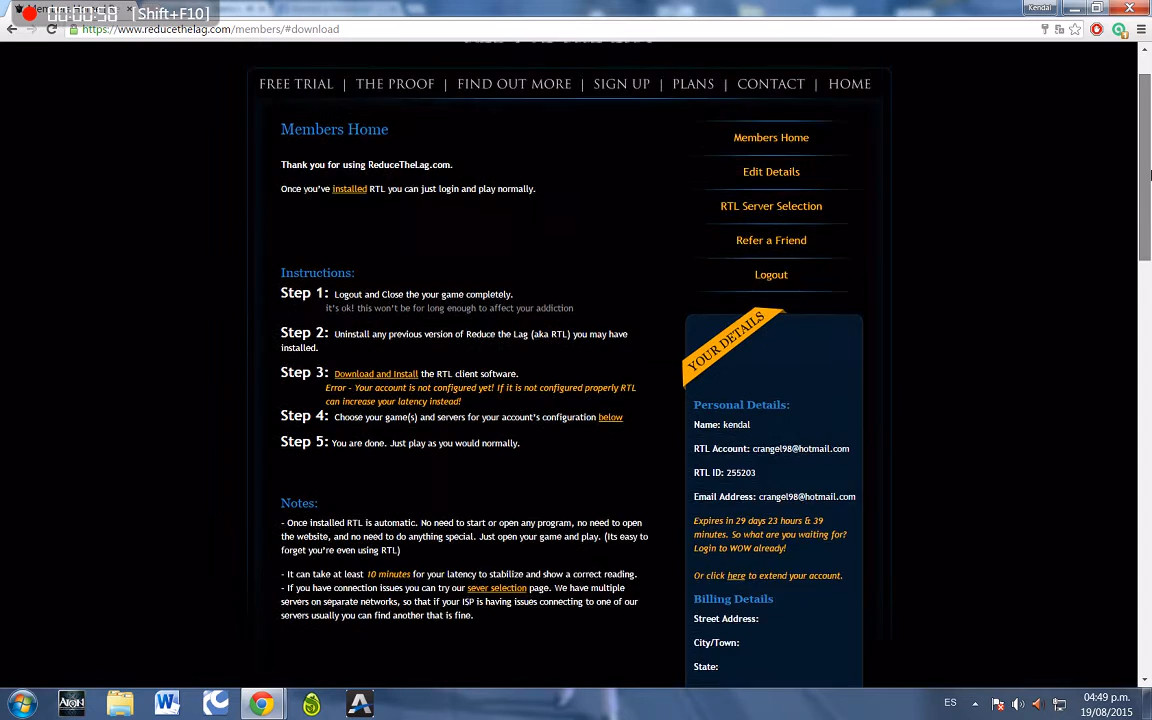 00:00:58 [Shift+F10]
Kendal
https://www.reducethelag.com/members/#download
FREE TRIAL | THE PROOF | FIND OUT MORE | SIGN UP | PLANS | CONTACT | HOME
Members Home
Thank you for using ReduceTheLag.com.
Once you've installed RTL you can just login and play normally.
Instructions:
Step 1: Logout and Close the your game completely.
it's ok! this won't be for long enough to affect your addiction
Step 2: Uninstall any previous version of Reduce the Lag (aka RTL) you may have
installed.
Step 3: Download and Install the RTL client software.
Error - Your account is not configured yet! If it is not configured properly RTL
can increase your latency instead!
Step 4: Choose your game(s) and servers for your account's configuration below
Step 5: You are done. Just play as you would normally.
Notes:
- Once installed RTL is automatic. No need to start or open any program, no need to open
the website, and no need to do anything special. Just open your game and play. (Its easy to
forget you're even using RTL)
- It can take at least 10 minutes for your latency to stabilize and show a correct reading.
- If you have connection issues you can try our sever selection page. We have multiple
servers on separate networks, so that if your ISP is having issues connecting to one of our
servers usually you can find another that is fine.
Members Home
Edit Details
RTL Server Selection
Refer a Friend
Logout
YOUR DETAILS
Personal Details:
Name: kendal
RTL Account: crangel98@hotmail.com
RTL ID: 255203
Email Address: crangel98@hotmail.com
Expires in 29 days 23 hours & 39
minutes. So what are you waiting for?
Login to WOW already!
Or click here to extend your account.
Billing Details
Street Address:
City/Town:
State:
AION
ES
04:49 p.m.
19/08/2015